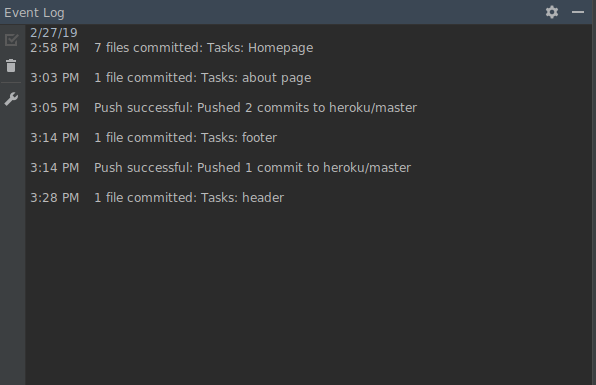 Event Log
2/27/19
2:58 PM 7 files committed: Tasks: Homepage
3:03 PM 1 file committed: Tasks: about page
3:05 PM Push successful: Pushed 2 commits to heroku/master
3:14 PM 1 file committed: Tasks: footer
3:14 PM Push successful: Pushed 1 commit to heroku/master
3:28 PM 1 file committed: Tasks: header